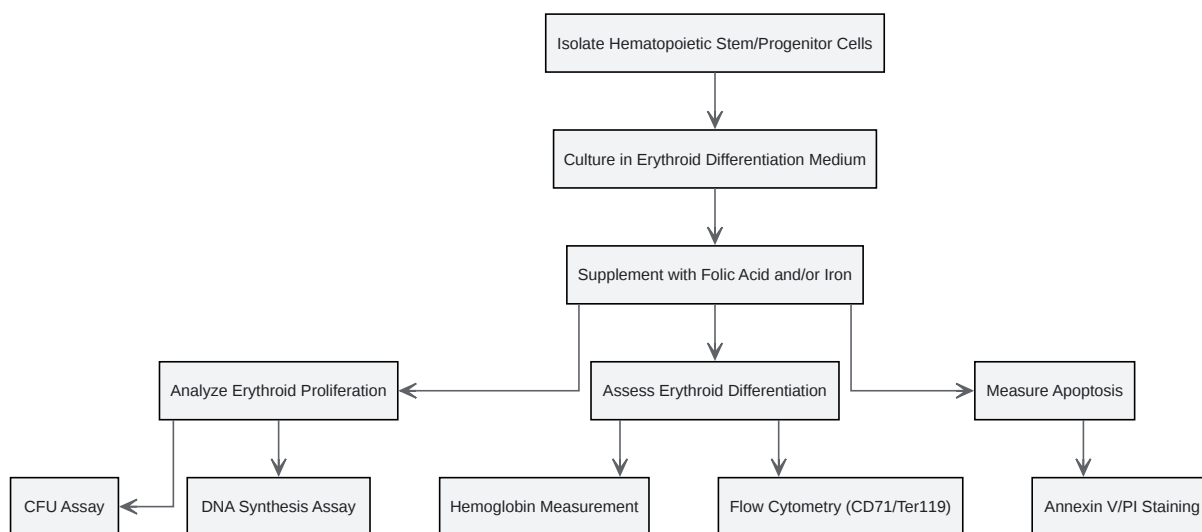 Isolate Hematopoietic Stem/Progenitor Cells
Culture in Erythroid Differentiation Medium
Supplement with Folic Acid and/or Iron
Analyze Erythroid Proliferation
Assess Erythroid Differentiation
Measure Apoptosis
CFU Assay
DNA Synthesis Assay
Hemoglobin Measurement
Flow Cytometry (CD71/Ter119)
Annexin V/PI Staining